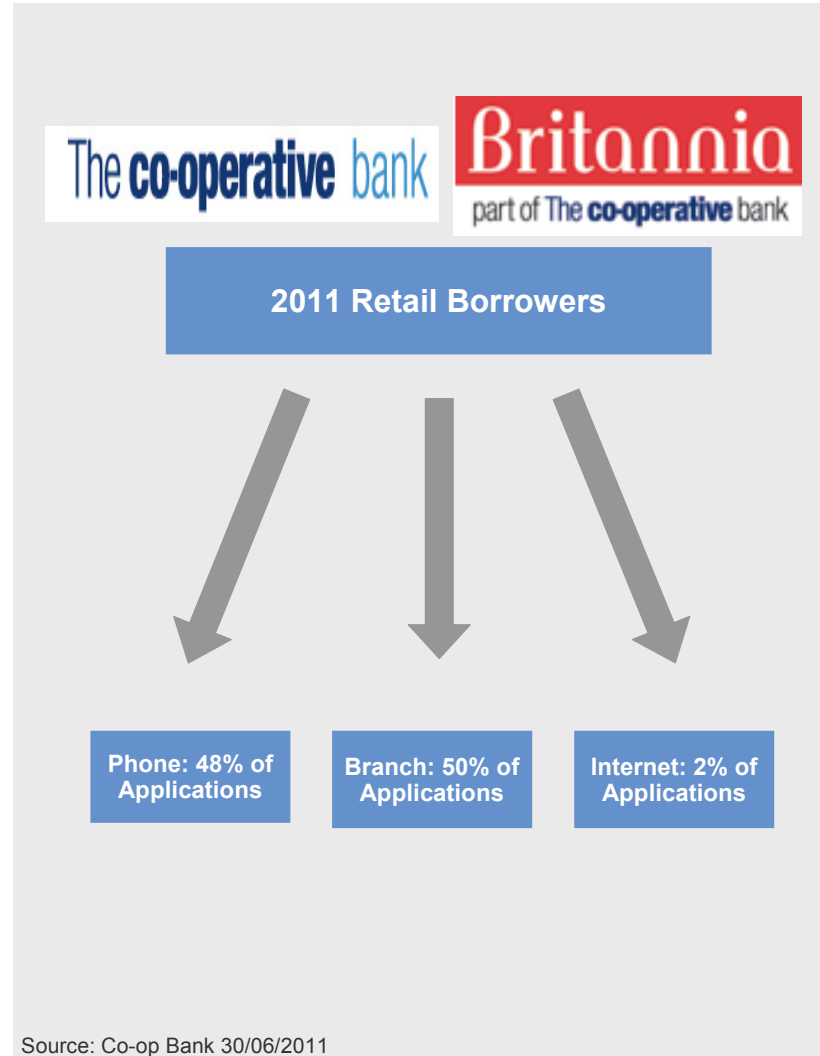 The co-operative bank
Britannia
part of The co-operative bank
2011 Retail Borrowers
Phone: 48% of
Applications
Branch: 50% of
Applications
Internet: 2% of
Applications
Source: Co-op Bank 30/06/2011